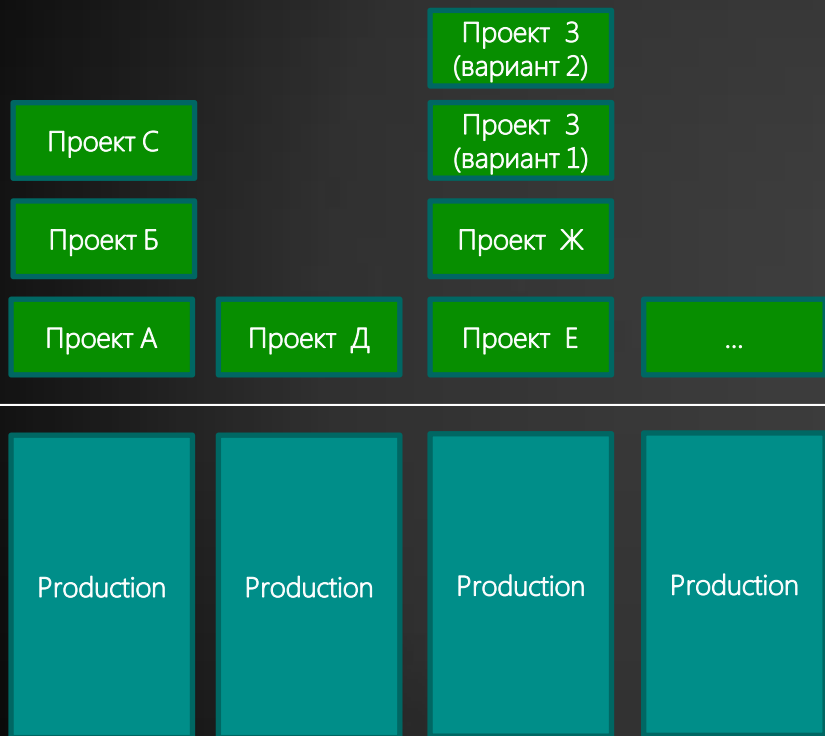 Проект З
(вариант 2)
Проект С
Проект З
(вариант 1)
Проект Б
Проект Ж
Проект А
Проект Д
Проект Е
...
Production
Production
Production
Production